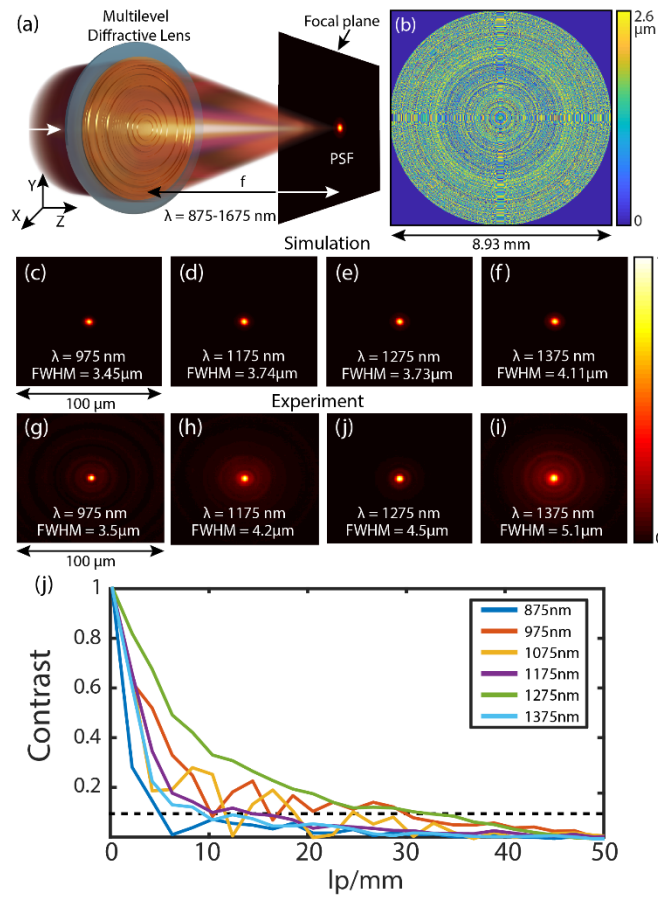 (a)
Multilevel
Diffractive Lens
Focal plane
PSF
f
λ = 875-1675 nm
Y
X
Z
(b)
2.6
μm
0
8.93 mm
Simulation
(c)
λ = 975 nm
FWHM = 3.45μm
100 μm
(d)
λ = 1175 nm
FWHM = 3.74μm
(e)
λ = 1275 nm
FWHM = 3.73μm
(f)
λ = 1375 nm
FWHM = 4.11μm
Experiment
(g)
λ = 975 nm
FWHM = 3.5μm
100 μm
(h)
λ = 1175 nm
FWHM = 4.2μm
(j)
λ = 1275 nm
FWHM = 4.5μm
(i)
λ = 1375 nm
FWHM = 5.1μm
(j)
Contrast
1
0.8
0.6
0.4
0.2
0
10
20
30
40
50
lp/mm
875nm
975nm
1075nm
1175nm
1275nm
1375nm